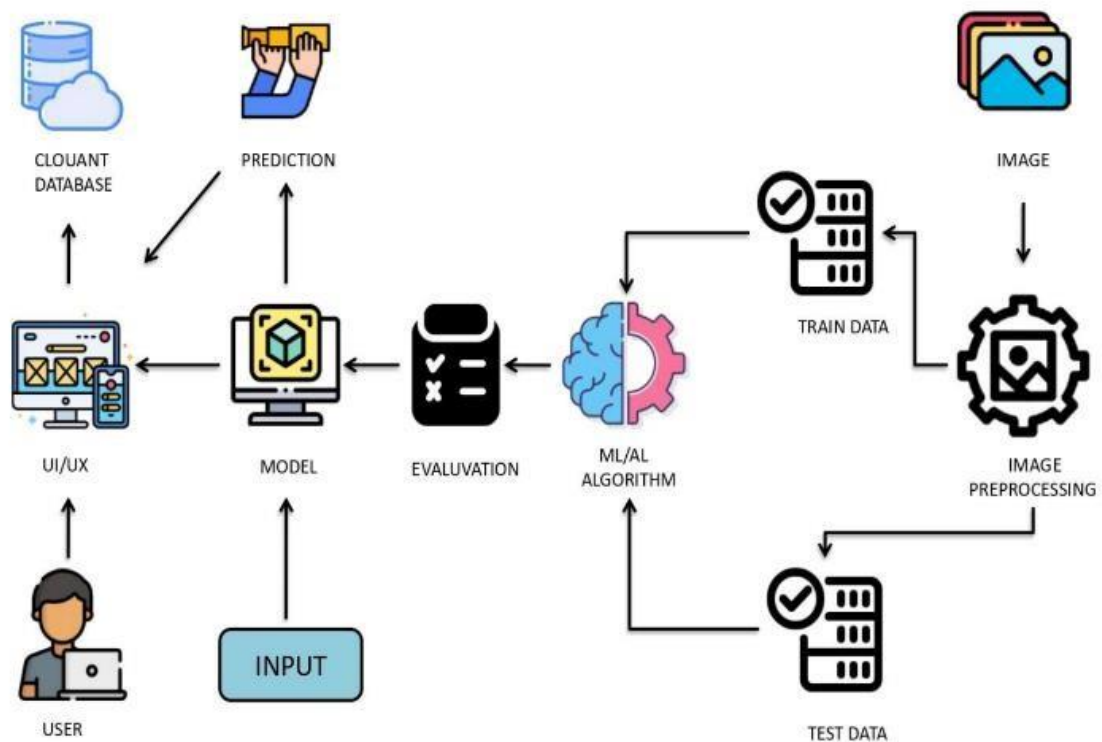 CLOUANT
DATABASE
PREDICTION
IMAGE
TRAIN DATA
UI/UX
MODEL
EVALUVATION
ML/AL
ALGORITHM
IMAGE
PREPROCESSING
INPUT
USER
TEST DATA